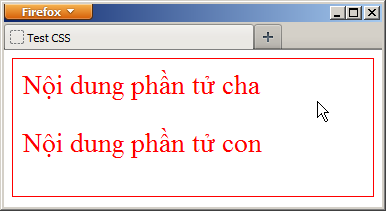 Firefox
Test CSS
Nội dung phần tử cha
Nội dung phần tử con